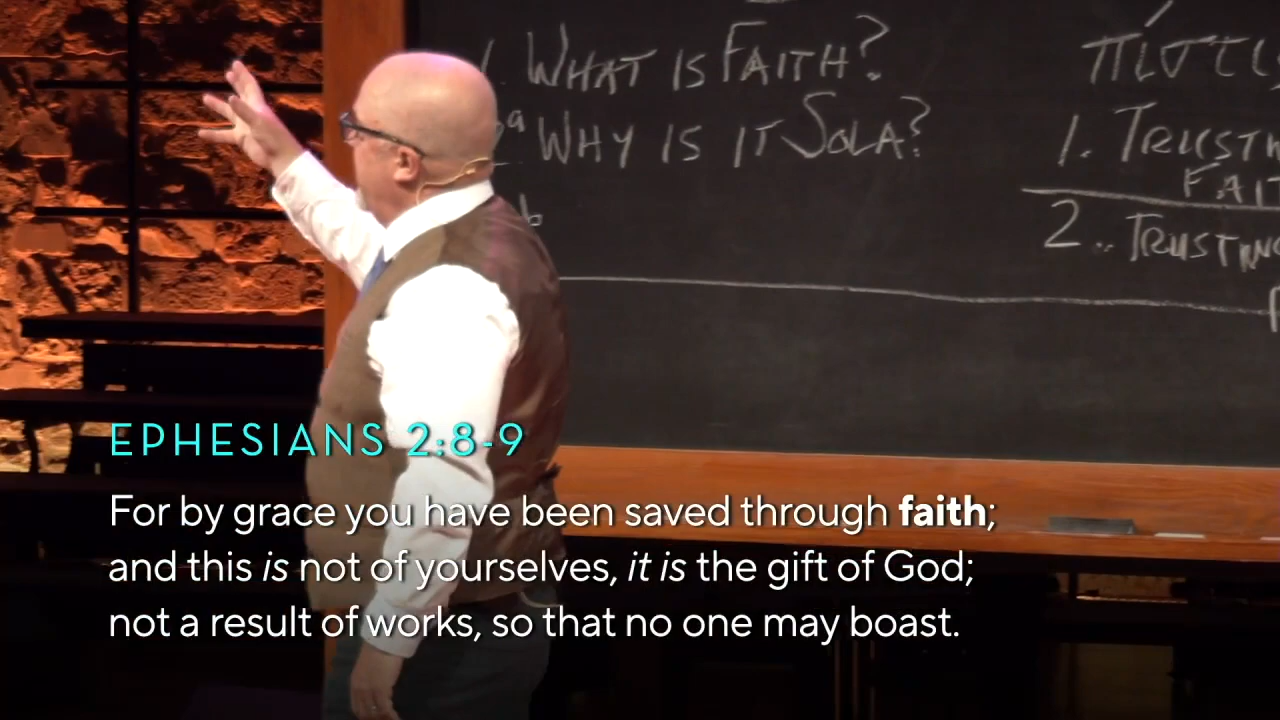 1. WHAT IS FAITH?
2a WHY IS IT SOLA?
b
1. TRUST
2.. TRUSTING
EPHESIANS 2:8-9
For by grace you have been saved through faith;
and this is not of yourselves, it is the gift of God;
not a result of works, so that no one may boast.